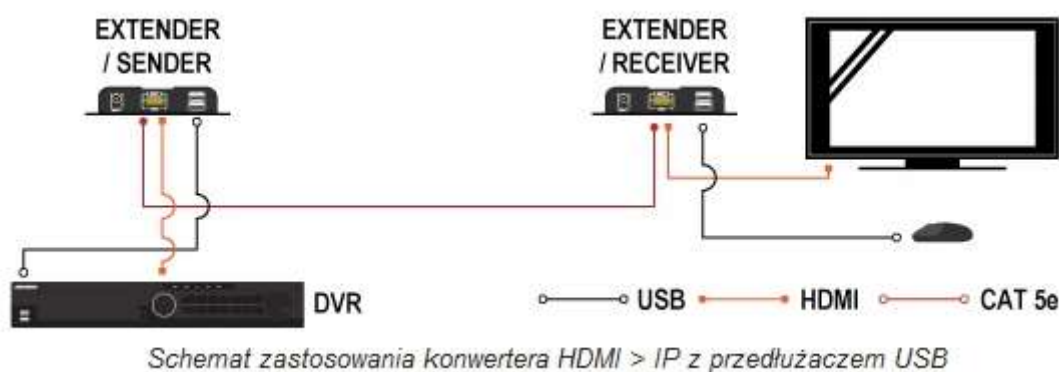 EXTENDER
/ SENDER
EXTENDER
/ RECEIVER
DVR
USB
HDMI
CAT 5e
Schemat zastosowania konwertera HDMI > IP z przedłużaczem USB